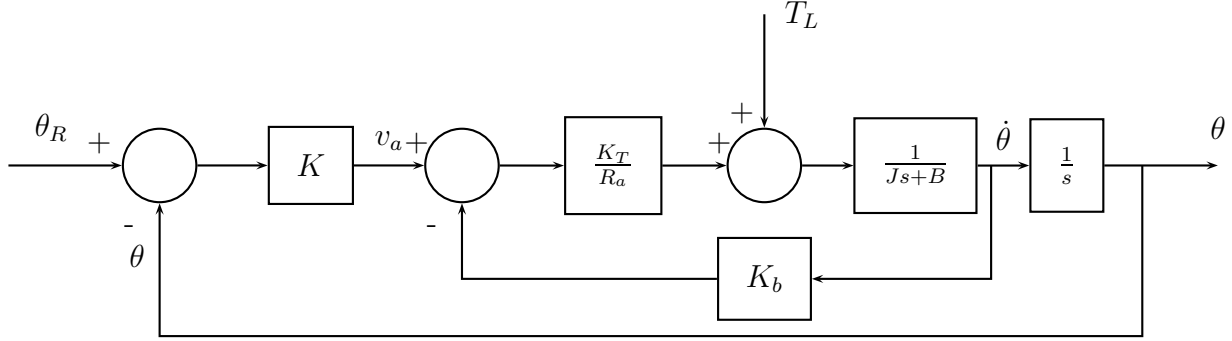 T_L
+
θ_R
+
K
v_a
+
K_T/R_a
+
1/(Js+B)
θ̇
1/s
θ
-
θ
-
K_b